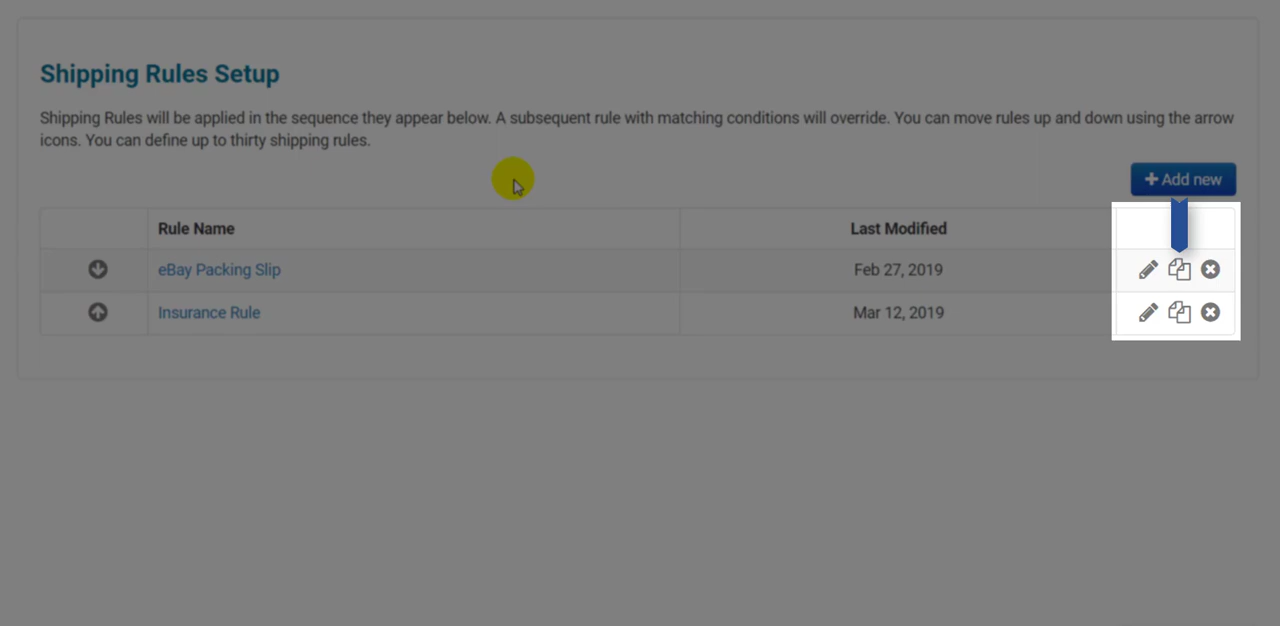 Shipping Rules Setup
Shipping Rules will be applied in the sequence they appear below. A subsequent rule with matching conditions will override. You can move rules up and down using the arrow
icons. You can define up to thirty shipping rules.
Add new
Rule Name Last Modified
eBay Packing Slip Feb 27, 2019
Insurance Rule Mar 12, 2019